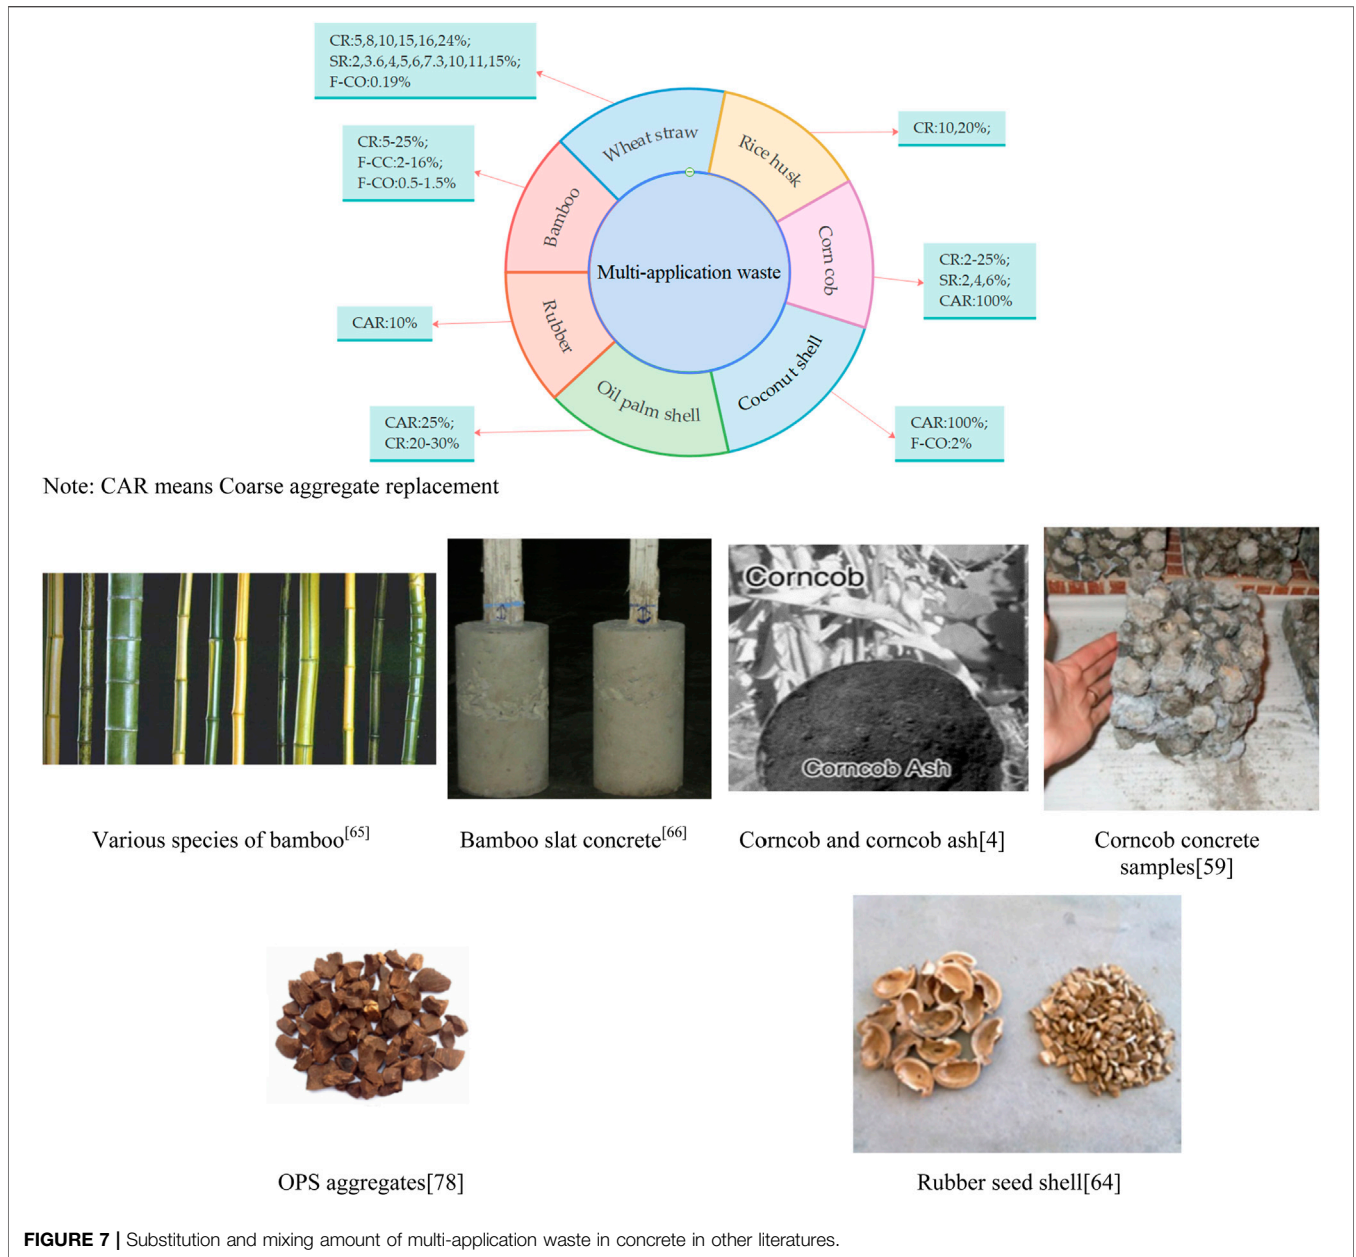 CR:5,8,10,15,16,24%;
SR:2,3.6,4,5,6,7.3,10,11,15%;
F-CO:0.19%
CR:5-25%;
F-CC:2-16%;
F-CO:0.5-1.5%
CAR:10%
CAR:25%;
CR:20-30%
Wheat straw
Rice husk
Corn cob
Coconut shell
Oil palm shell
Rubber
Bamboo
Multi-application waste
CR:10,20%;
CR:2-25%;
SR:2,4,6%;
CAR:100%
CAR:100%;
F-CO:2%
Note: CAR means Coarse aggregate replacement
Corncob
Corncob Ash
Various species of bamboo[65]
Bamboo slat concrete[66]
Corncob and corncob ash[4]
Corncob concrete
samples[59]
OPS aggregates[78]
Rubber seed shell[64]
FIGURE 7 | Substitution and mixing amount of multi-application waste in concrete in other literatures.